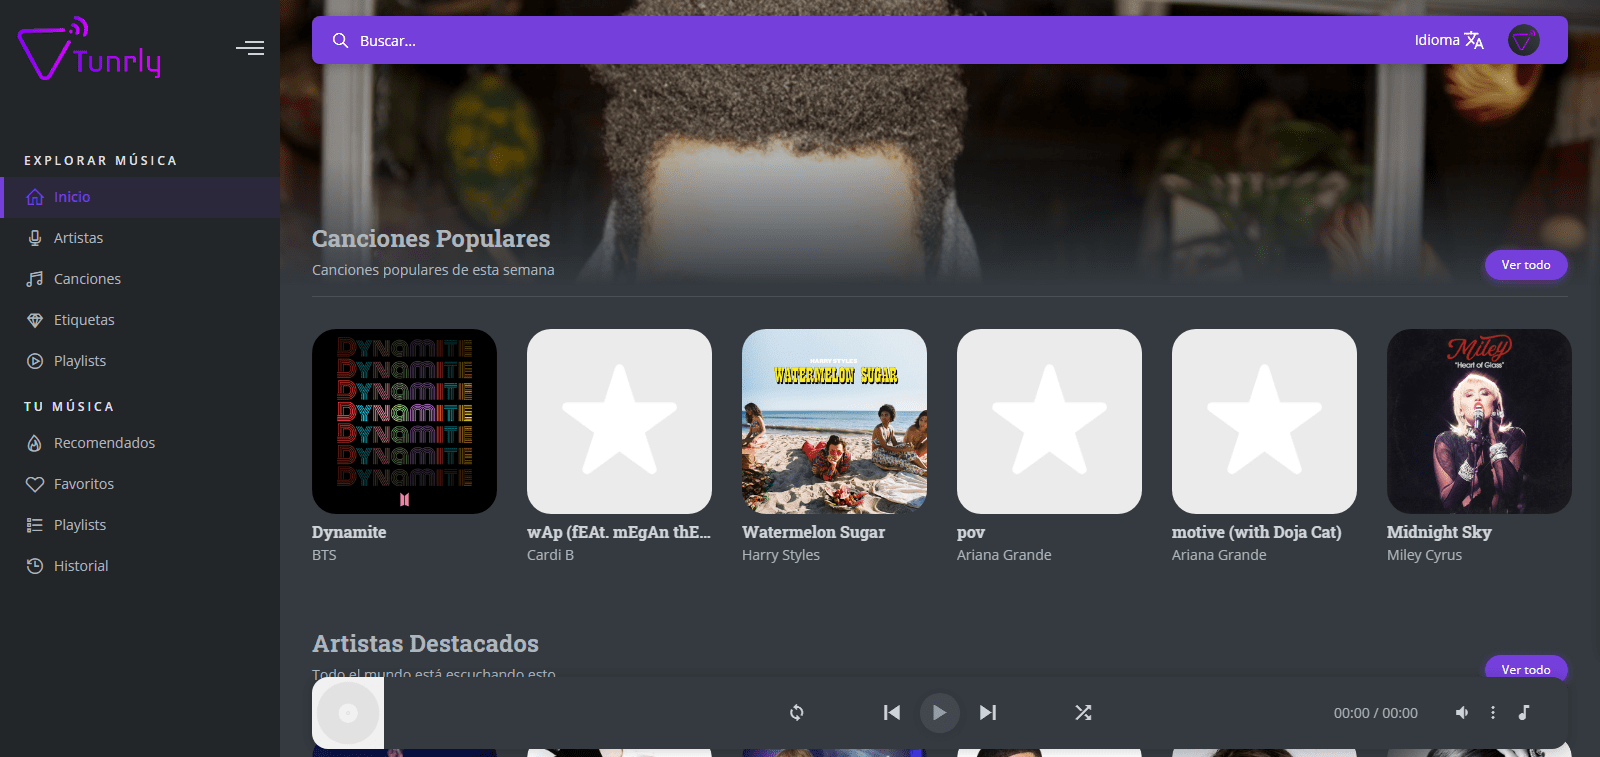 Tunrly
Buscar...
Idioma
EXPLORAR MÚSICA
Inicio
Artistas
Canciones
Etiquetas
Playlists
TU MÚSICA
Recomendados
Favoritos
Playlists
Historial
Canciones Populares
Canciones populares de esta semana
Ver todo
DYNAMITE
DYNAMITE
DYNAMITE
DYNAMITE
DYNAMITE
DYNAMITE
DYNAMITE
HARRY STYLES
WATERMELON SUGAR
Miley
"Heart of Glass"
Dynamite
BTS
wAp (fEAt. mEgAn thE...
Cardi B
Watermelon Sugar
Harry Styles
pov
Ariana Grande
motive (with Doja Cat)
Ariana Grande
Midnight Sky
Miley Cyrus
Artistas Destacados
Todo el mundo está escuchando esto
Ver todo
00:00 / 00:00